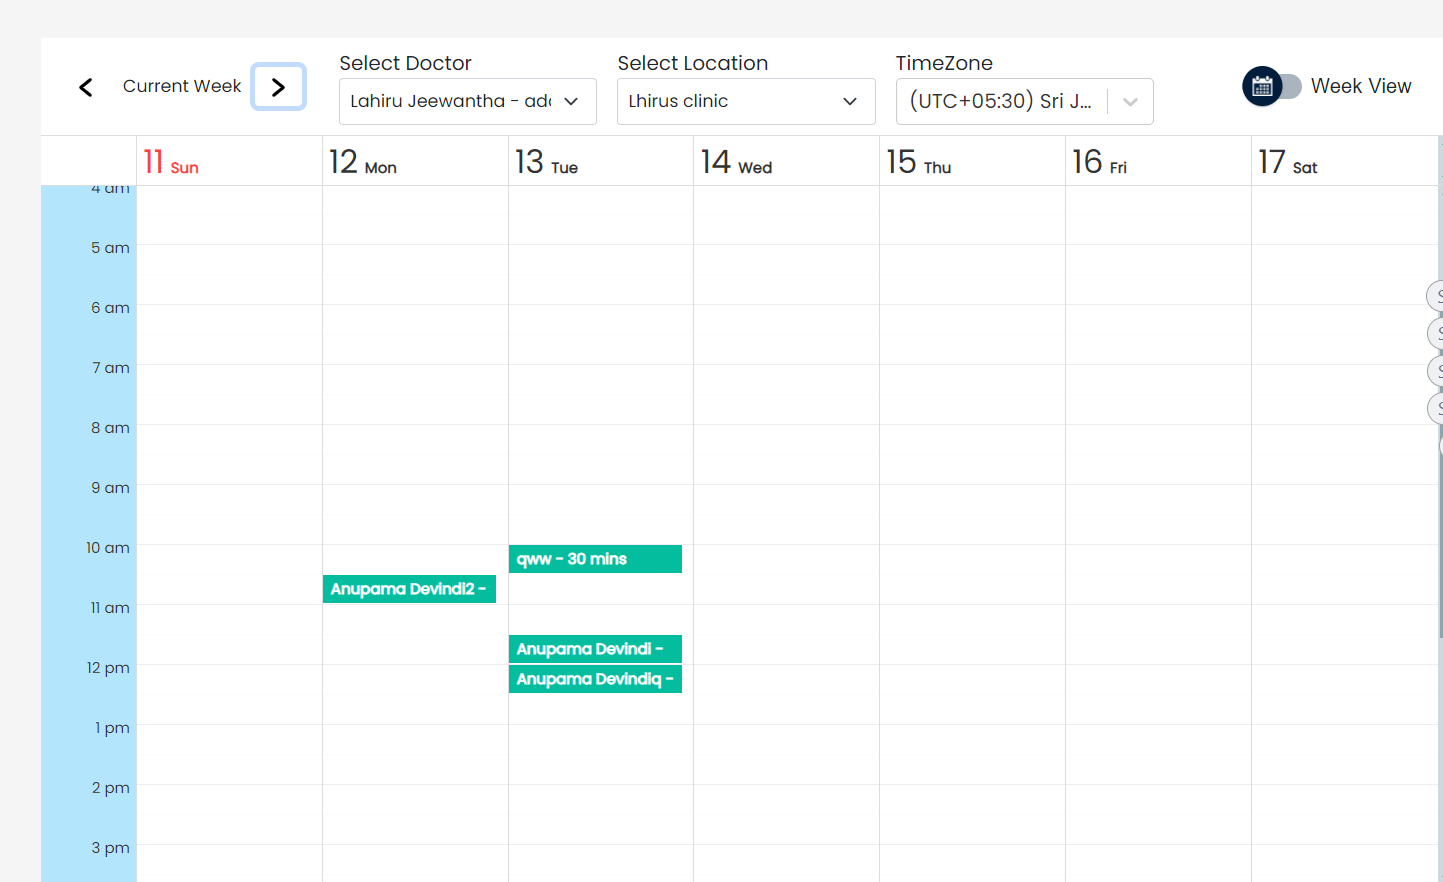 Current Week
Select Doctor
Lahiru Jeewantha - add
Select Location
Lhirus clinic
TimeZone
(UTC+05:30) Sri J...
Week View
11 Sun
12 Mon
13 Tue
14 Wed
15 Thu
16 Fri
17 Sat
4 am
5 am
6 am
7 am
8 am
9 am
10 am
qww - 30 mins
Anupama Devindi2 -
11 am
Anupama Devindi -
12 pm
Anupama Devindiq -
1 pm
2 pm
3 pm